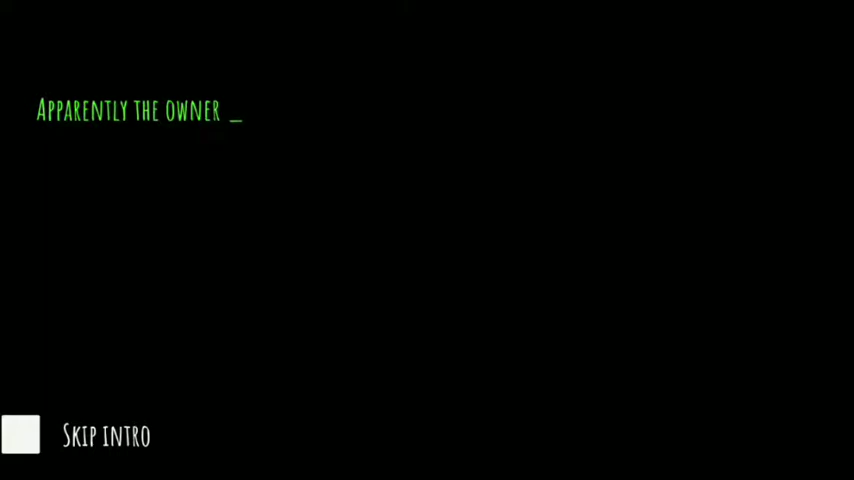 Apparently the owner _
Skip intro